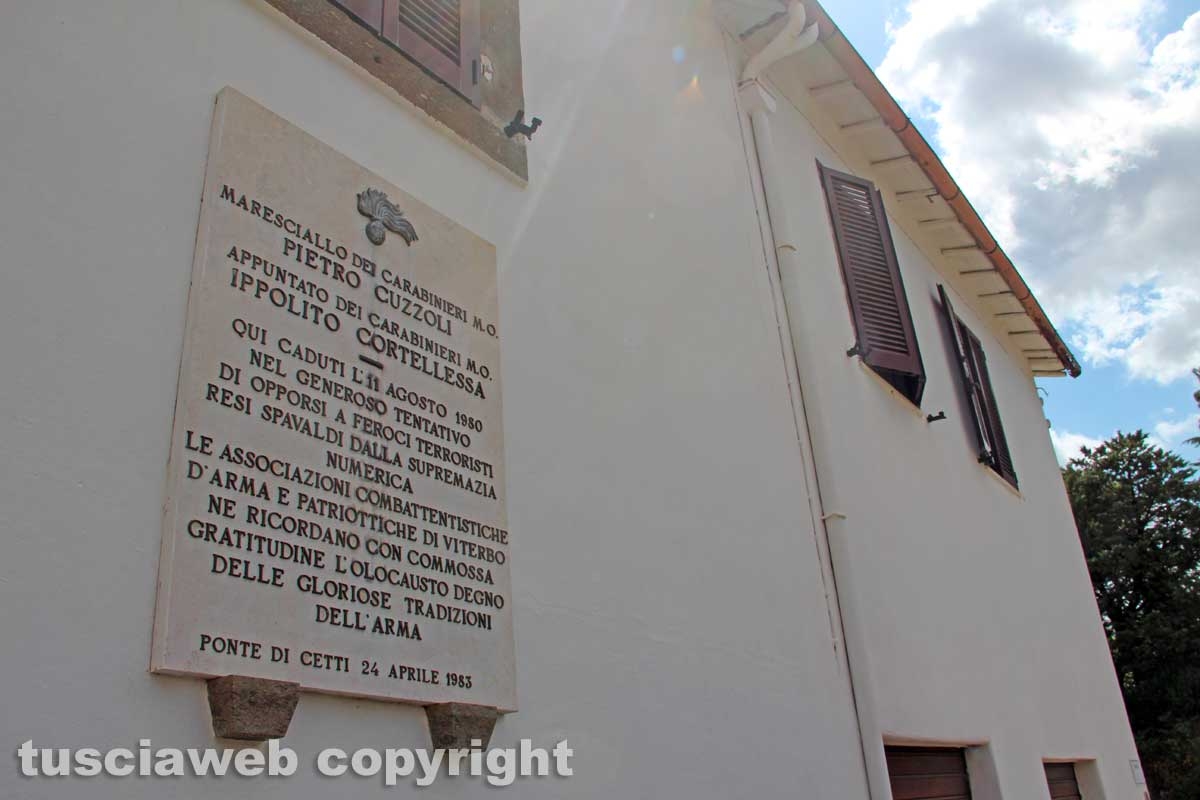 MARESCIALLO DEI CARABINIERI M.O.
PIETRO CUZZOLI
APPUNTATO DEI CARABINIERI M.O.
IPPOLITO CORTELLESSA
QUI CADUTI L'11 AGOSTO 1980
NEL GENEROSO TENTATIVO
DI OPPORSI A FEROCI TERRORISTI
RESI SPAVALDI DALLA SUPREMAZIA
NUMERICA
LE ASSOCIAZIONI COMBATTENTISTICHE
D'ARMA E PATRIOTTICHE DI VITERBO
NE RICORDANO CON COMMOSSA
GRATITUDINE L'OLOCAUSTO DEGNO
DELLE GLORIOSE TRADIZIONI
DELL'ARMA
PONTE DI CETTI 24 APRILE 1983
tusciaweb copyright